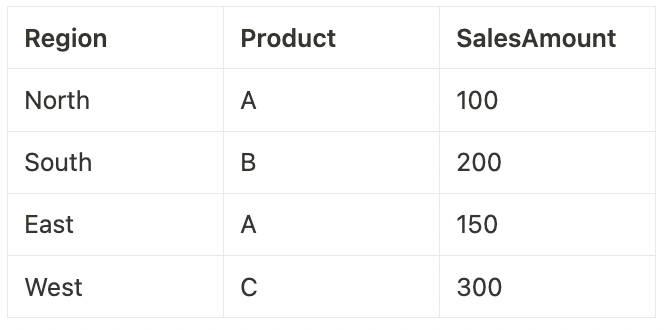 Region Product SalesAmount
North A 100
South B 200
East A 150
West C 300